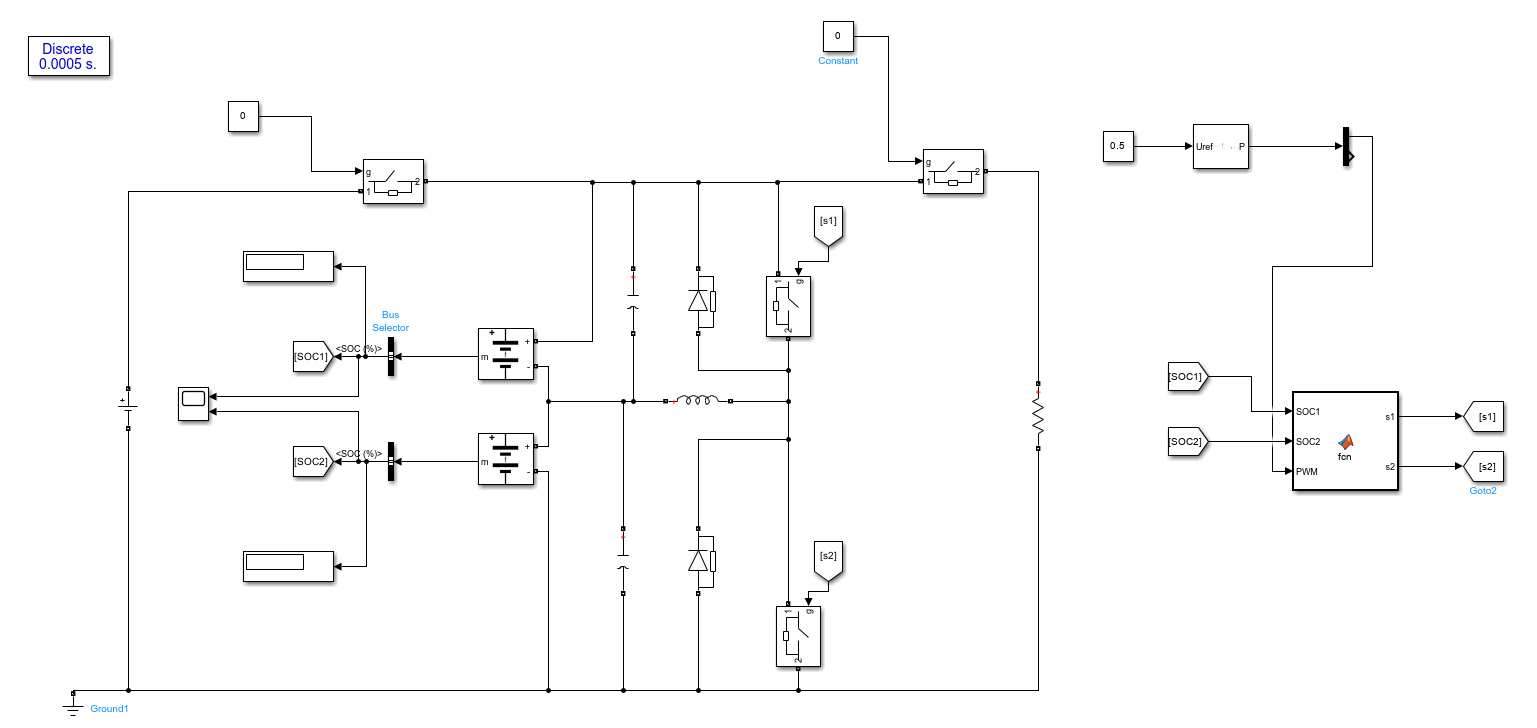 Discrete
0.0005 s.
0
Constant
0
g
1
2
g
1
2
0.5
Uref
P
[s1]
1
g
2
Bus
Selector
<SOC (%)>
[SOC1]
m
+
-
[SOC1]
SOC1
s1
[s1]
[SOC2]
SOC2
fcn
s2
[s2]
PWM
Goto2
<SOC (%)>
[SOC2]
m
+
-
[s2]
1
g
2
Ground1